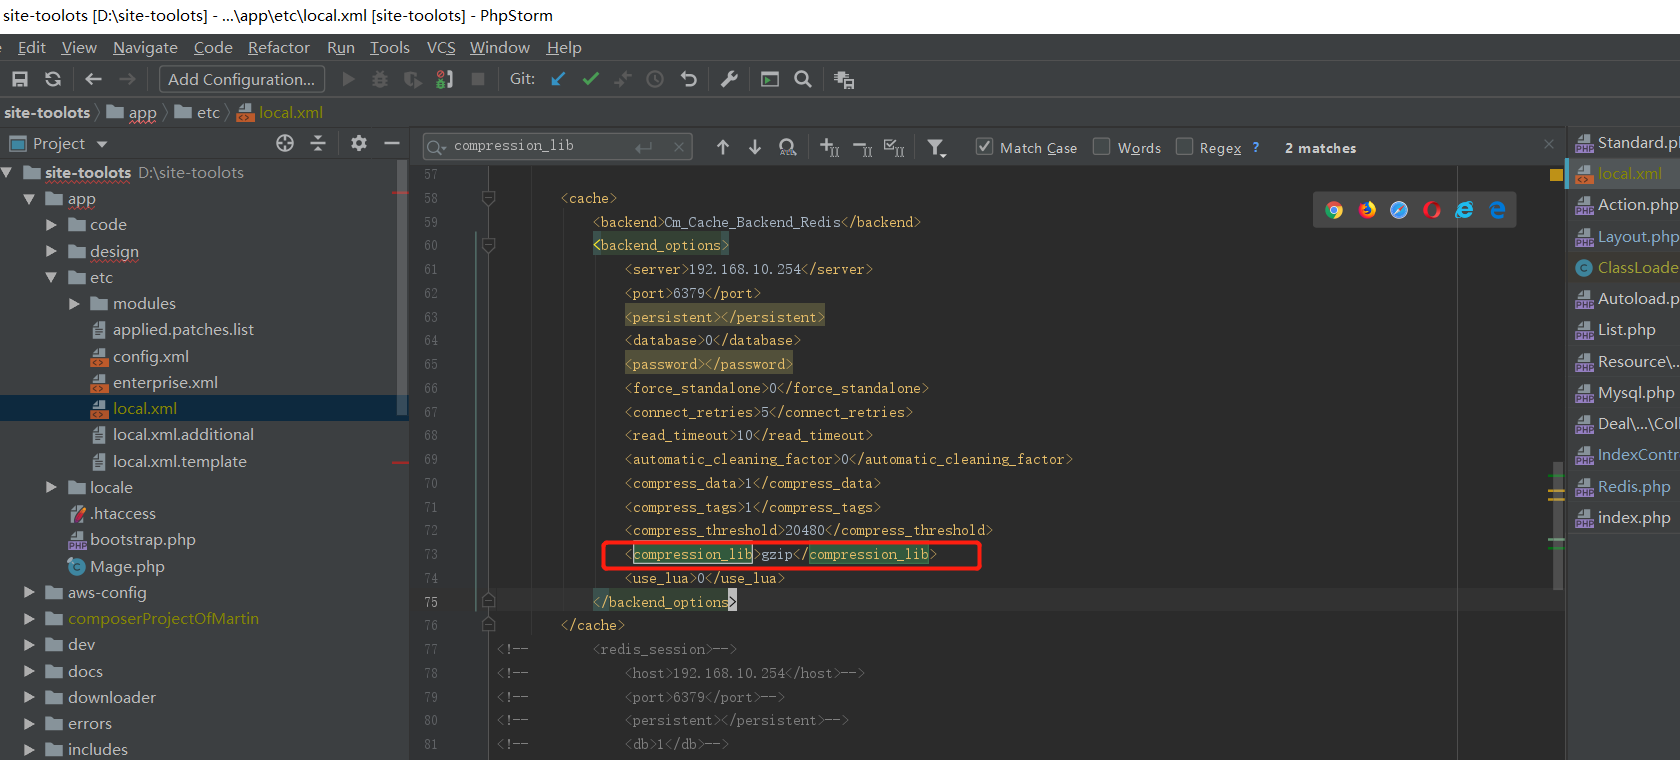 site-toolots [D:\site-toolots] - ...\app\etc\local.xml [site-toolots] - PhpStorm
Edit View Navigate Code Refactor Run Tools VCS Window Help
Add Configuration... Git:
site-toolots app etc local.xml
Project
site-toolots D:\site-toolots
app
code
design
etc
modules
applied.patches.list
config.xml
enterprise.xml
local.xml
local.xml.additional
local.xml.template
locale
.htaccess
bootstrap.php
Mage.php
aws-config
composerProjectOfMartin
dev
docs
downloader
errors
includes
compression_lib Match Case Words Regex ? 2 matches
57
58 <cache>
59 <backend>Cm_Cache_Backend_Redis</backend>
60 <backend_options>
61 <server>192.168.10.254</server>
62 <port>6379</port>
63 <persistent></persistent>
64 <database>0</database>
65 <password></password>
66 <force_standalone>0</force_standalone>
67 <connect_retries>5</connect_retries>
68 <read_timeout>10</read_timeout>
69 <automatic_cleaning_factor>0</automatic_cleaning_factor>
70 <compress_data>1</compress_data>
71 <compress_tags>1</compress_tags>
72 <compress_threshold>20480</compress_threshold>
73 <compression_lib>gzip</compression_lib>
74 <use_lua>0</use_lua>
75 </backend_options>
76 </cache>
77 <!-- <redis_session>-->
78 <!-- <host>192.168.10.254</host>-->
79 <!-- <port>6379</port>-->
80 <!-- <persistent></persistent>-->
81 <!-- <db>1</db>-->
Standard.p
local.xml
Action.php
Layout.php
ClassLoade
Autoload.p
List.php
Resource\..
Mysql.php
Deal\...\Coll
IndexContr
Redis.php
index.php